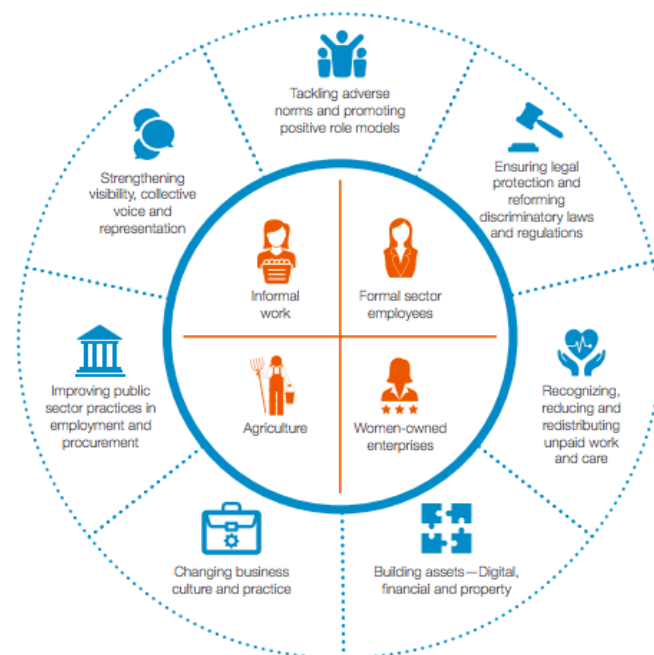 Tackling adverse
norms and promoting
positive role models
Ensuring legal
protection and
reforming
discriminatory laws
and regulations
Recognizing,
reducing and
redistributing
unpaid work
and care
Building assets—Digital,
financial and property
Changing business
culture and practice
Improving public
sector practices in
employment and
procurement
Strengthening
visibility, collective
voice and
representation
Informal
work
Formal sector
employees
Agriculture
Women-owned
enterprises